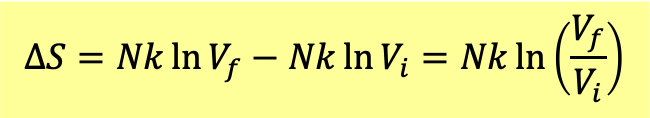 ΔS = Nk ln V_f − Nk ln V_i = Nk ln (V_f / V_i)